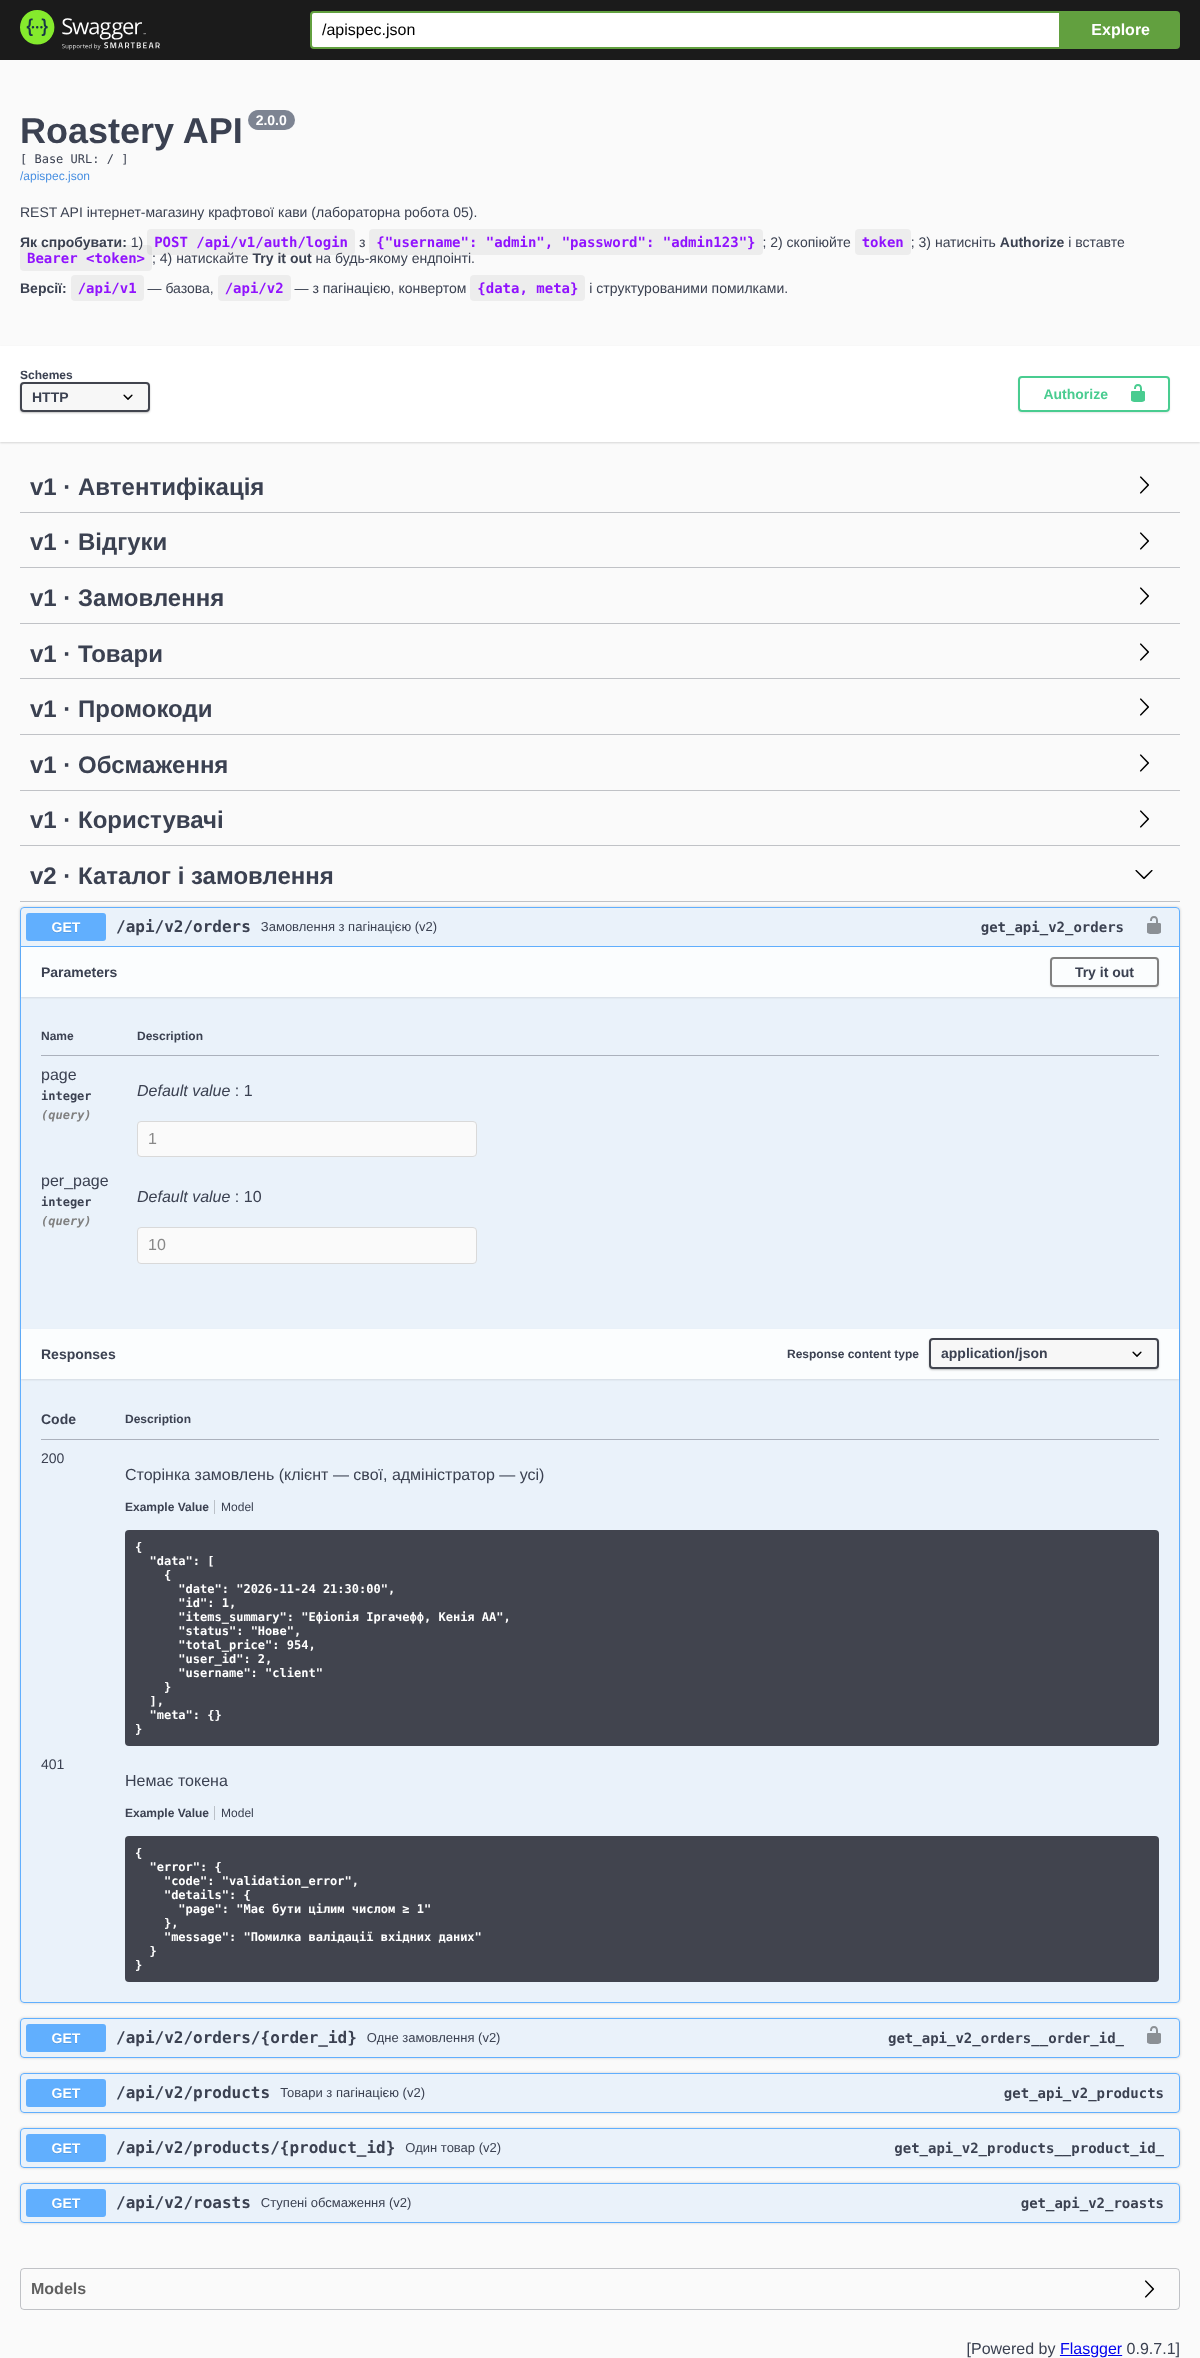 Swagger
Supported by SMARTBEAR
/apispec.json
Explore
Roastery API 2.0.0
[ Base URL: / ]
/apispec.json
REST API інтернет-магазину крафтової кави (лабораторна робота 05).
Як спробувати: 1) POST /api/v1/auth/login з {"username": "admin", "password": "admin123"} ; 2) скопіюйте token ; 3) натисніть Authorize і вставте
Bearer <token> ; 4) натискайте Try it out на будь-якому ендпоінті.
Версії: /api/v1 — базова, /api/v2 — з пагінацією, конвертом {data, meta} і структурованими помилками.
Schemes
HTTP
Authorize
v1 · Автентифікація
v1 · Відгуки
v1 · Замовлення
v1 · Товари
v1 · Промокоди
v1 · Обсмаження
v1 · Користувачі
v2 · Каталог і замовлення
GET /api/v2/orders Замовлення з пагінацією (v2) get_api_v2_orders
Parameters
Try it out
Name Description
page
integer
(query)
Default value : 1
1
per_page
integer
(query)
Default value : 10
10
Responses
Response content type application/json
Code Description
200
Сторінка замовлень (клієнт — свої, адміністратор — усі)
Example Value Model
{
  "data": [
    {
      "date": "2026-11-24 21:30:00",
      "id": 1,
      "items_summary": "Ефіопія Іргачефф, Кенія АА",
      "status": "Нове",
      "total_price": 954,
      "user_id": 2,
      "username": "client"
    }
  ],
  "meta": {}
}
401
Немає токена
Example Value Model
{
  "error": {
    "code": "validation_error",
    "details": {
      "page": "Має бути цілим числом ≥ 1"
    },
    "message": "Помилка валідації вхідних даних"
  }
}
GET /api/v2/orders/{order_id} Одне замовлення (v2) get_api_v2_orders__order_id_
GET /api/v2/products Товари з пагінацією (v2) get_api_v2_products
GET /api/v2/products/{product_id} Один товар (v2) get_api_v2_products__product_id_
GET /api/v2/roasts Ступені обсмаження (v2) get_api_v2_roasts
Models
[Powered by Flasgger 0.9.7.1]